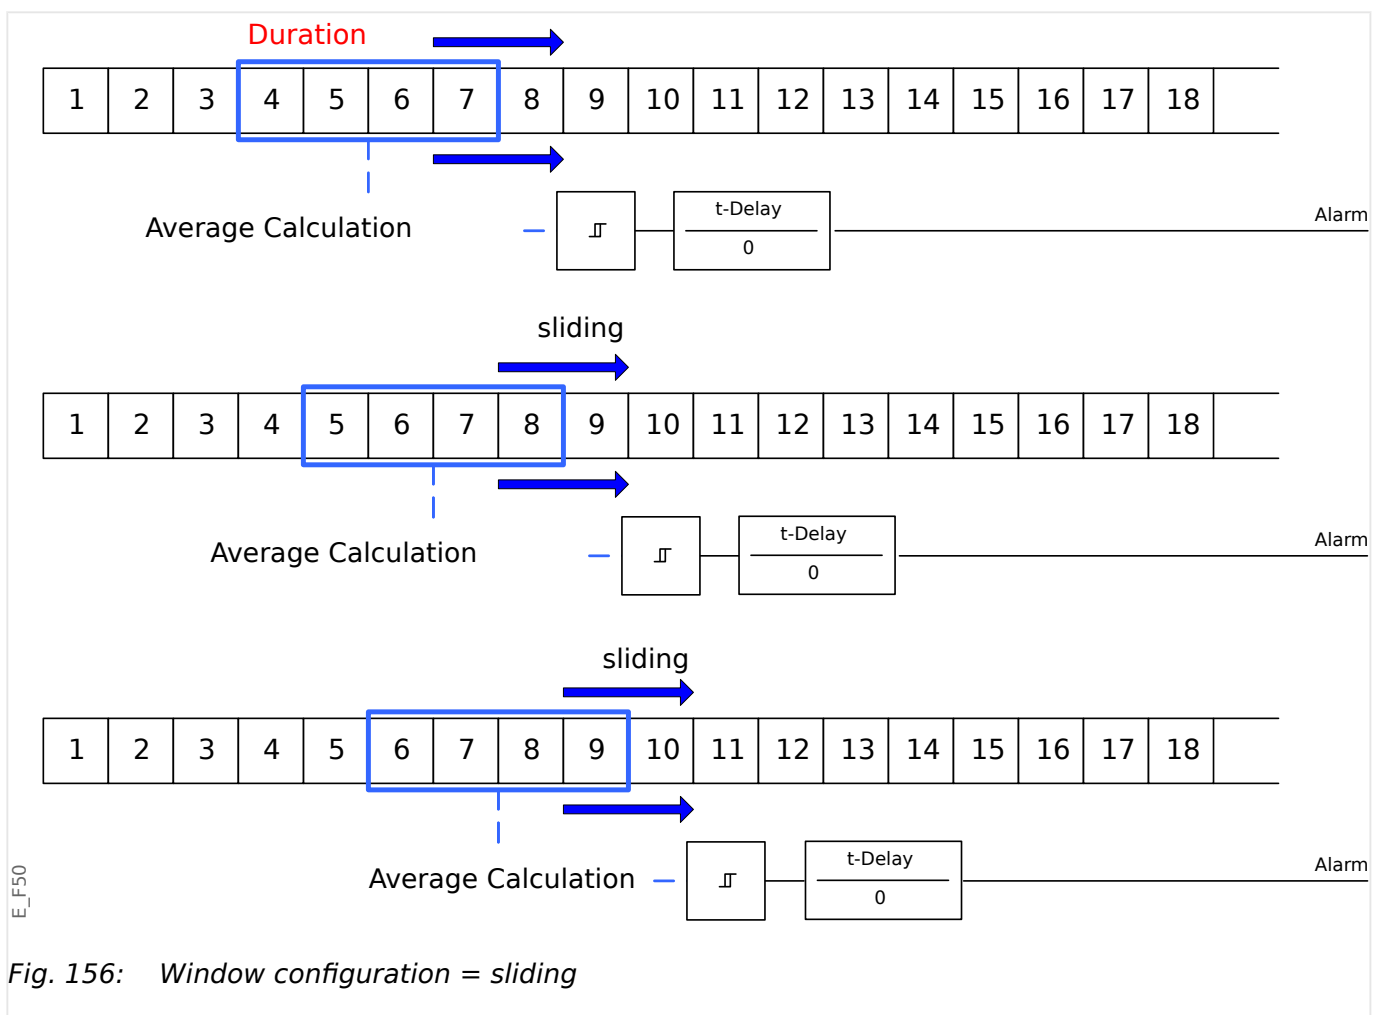 Duration
1 2 3 4 5 6 7 8 9 10 11 12 13 14 15 16 17 18
t-Delay
Alarm
Average Calculation
0
sliding
1 2 3 4 5 6 7 8 9 10 11 12 13 14 15 16 17 18
t-Delay
Alarm
Average Calculation
0
sliding
1 2 3 4 5 6 7 8 9 10 11 12 13 14 15 16 17 18
t-Delay
Alarm
Average Calculation
0
E_F50
Fig. 156: Window configuration = sliding